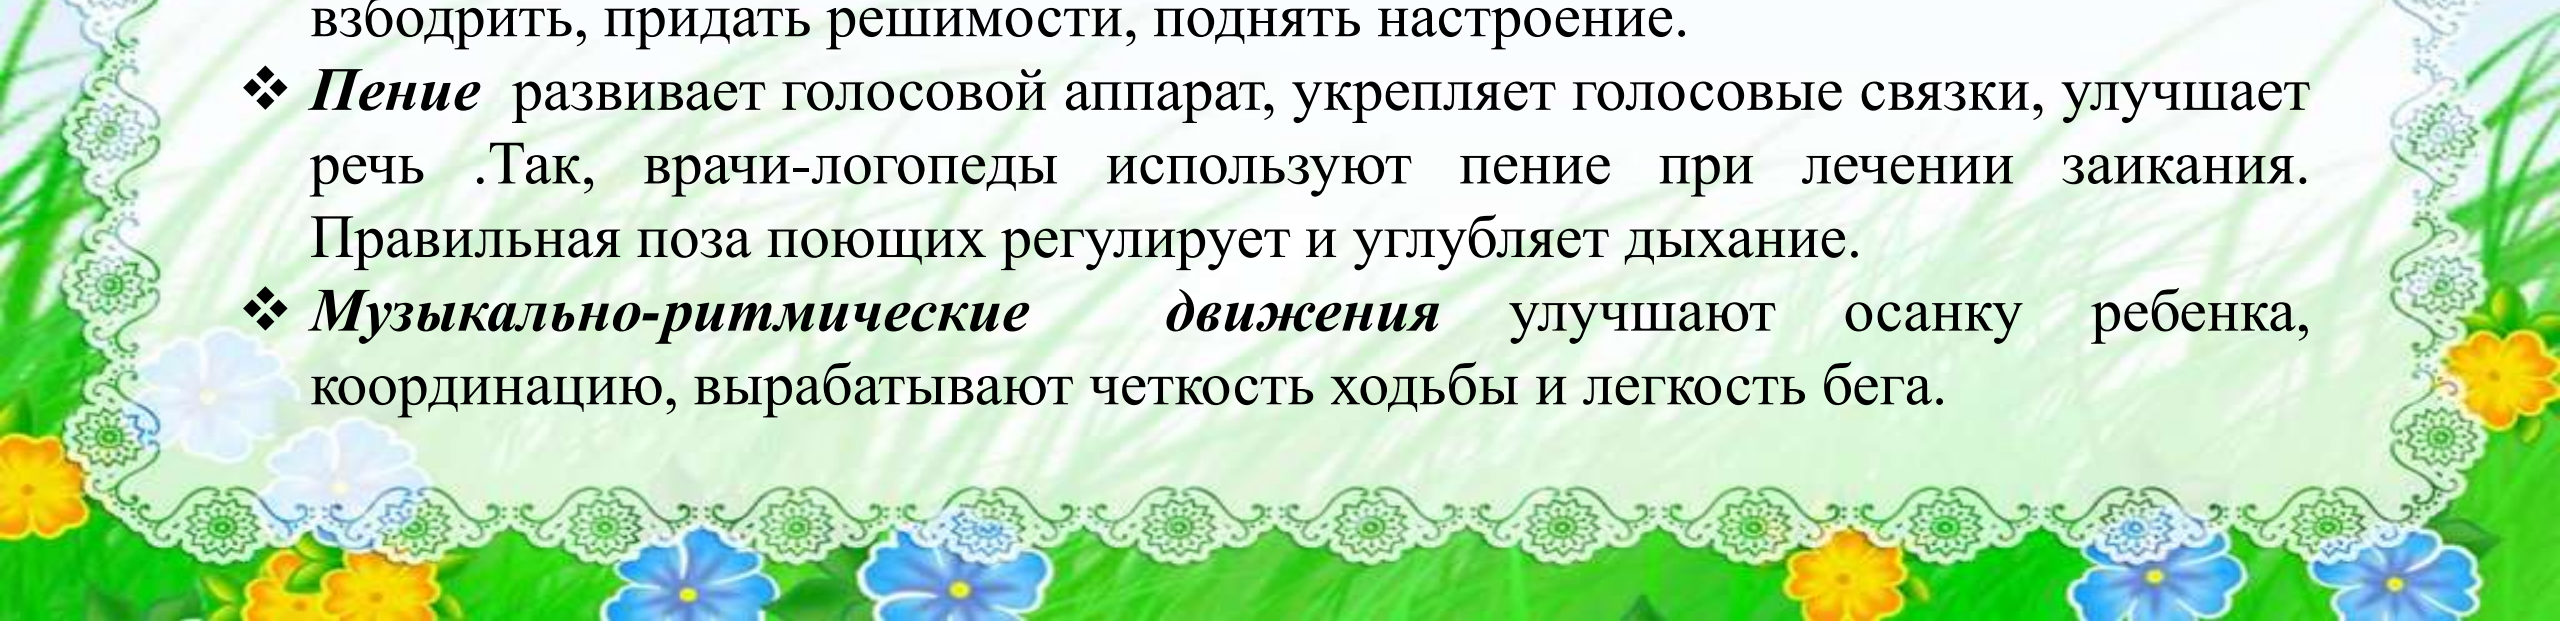 взбодрить, придать решимости, поднять настроение.
❖ Пение развивает голосовой аппарат, укрепляет голосовые связки, улучшает
речь .Так, врачи-логопеды используют пение при лечении заикания.
Правильная поза поющих регулирует и углубляет дыхание.
❖ Музыкально-ритмические движения улучшают осанку ребенка,
координацию, вырабатывают четкость ходьбы и легкость бега.